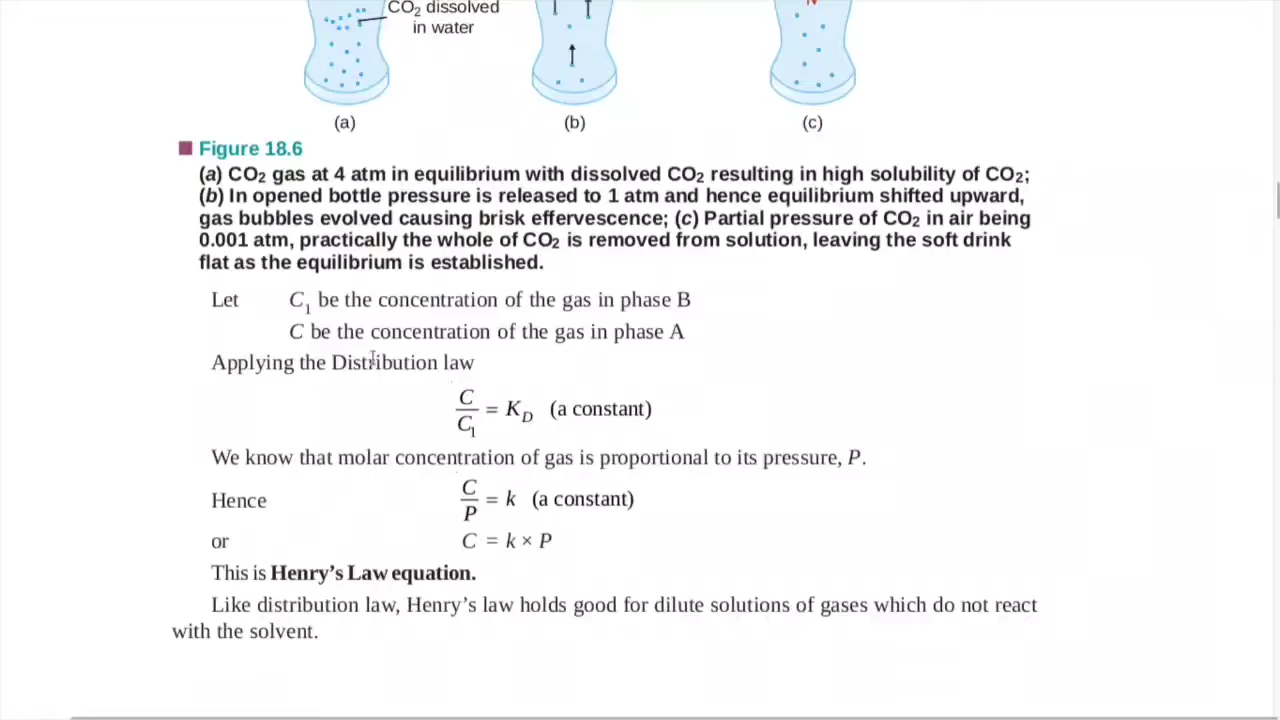 CO₂ dissolved
in water
(a) (b) (c)
■ Figure 18.6
(a) CO₂ gas at 4 atm in equilibrium with dissolved CO₂ resulting in high solubility of CO₂;
(b) In opened bottle pressure is released to 1 atm and hence equilibrium shifted upward,
gas bubbles evolved causing brisk effervescence; (c) Partial pressure of CO₂ in air being
0.001 atm, practically the whole of CO₂ is removed from solution, leaving the soft drink
flat as the equilibrium is established.
Let C₁ be the concentration of the gas in phase B
C be the concentration of the gas in phase A
Applying the Distribution law
C/C₁ = K_D (a constant)
We know that molar concentration of gas is proportional to its pressure, P.
Hence C/P = k (a constant)
or C = k × P
This is Henry’s Law equation.
Like distribution law, Henry’s law holds good for dilute solutions of gases which do not react
with the solvent.